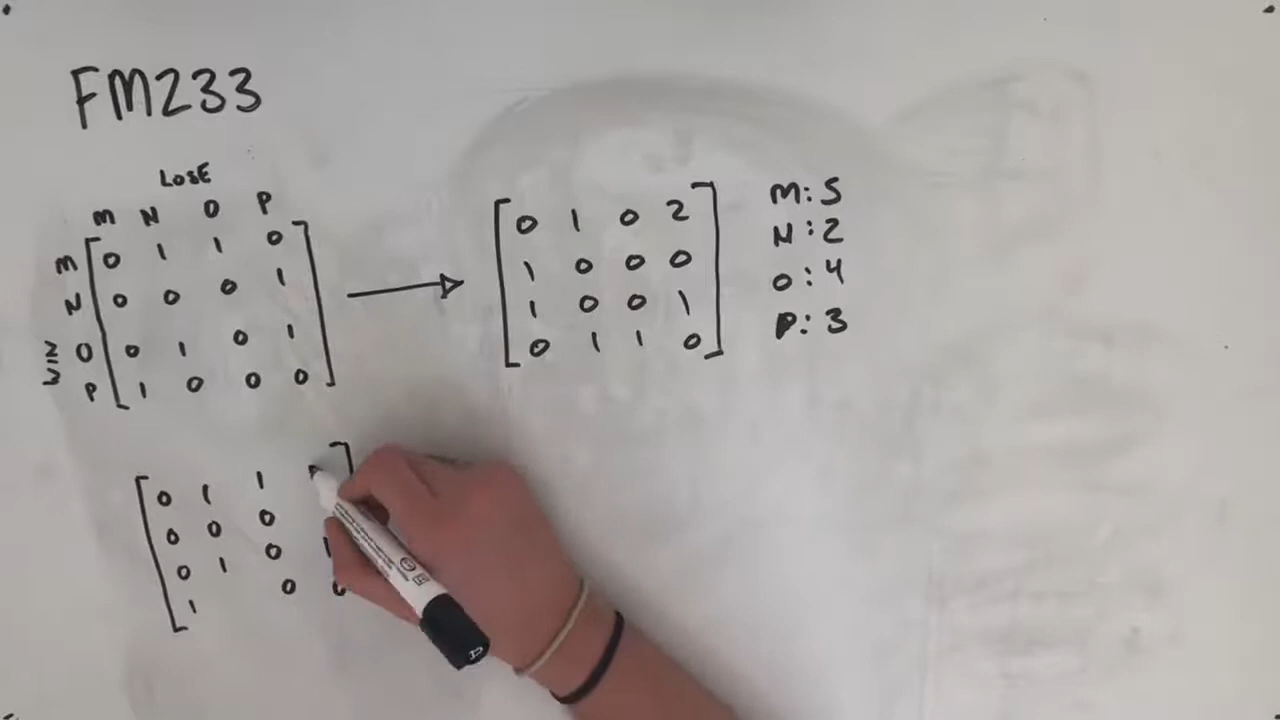 FM233
LOSE
M N O P
M 0 1 1 0
N 0 0 0 1
WIN O 0 1 0 1
P 1 0 0 0
0 1 0 2
1 0 0 0
1 0 0 1
0 1 1 0
M: 5
N: 2
O: 4
P: 3
0 1 1
0 0 0
0 1 0 1
1 0